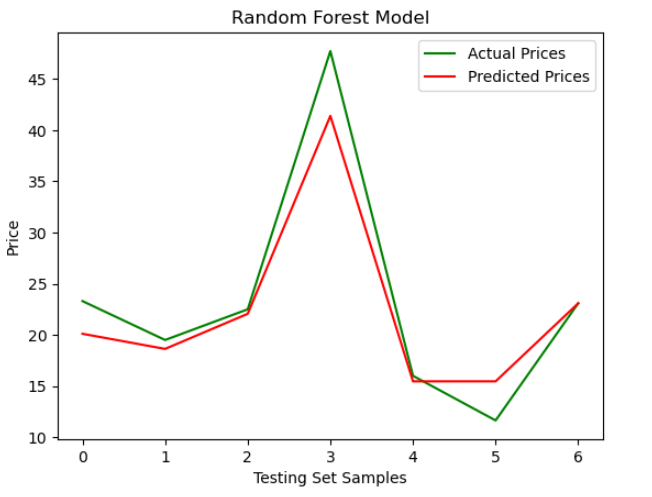 Random Forest Model
Actual Prices
Predicted Prices
45
40
35
30
25
20
15
10
Price
0 1 2 3 4 5 6
Testing Set Samples